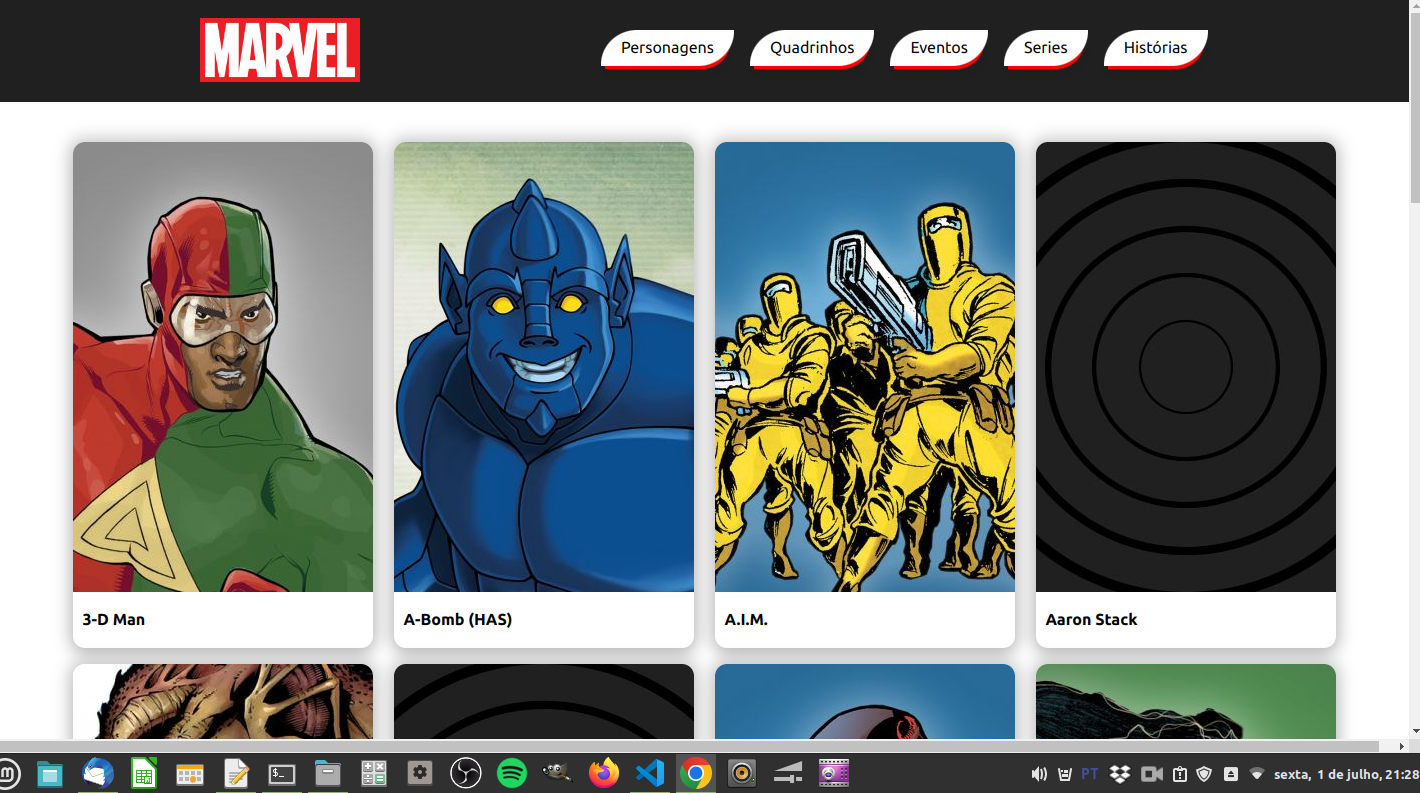 MARVEL
Personagens Quadrinhos Eventos Series Histórias
3-D Man A-Bomb (HAS) A.I.M. Aaron Stack
PT sexta, 1 de julho, 21:28